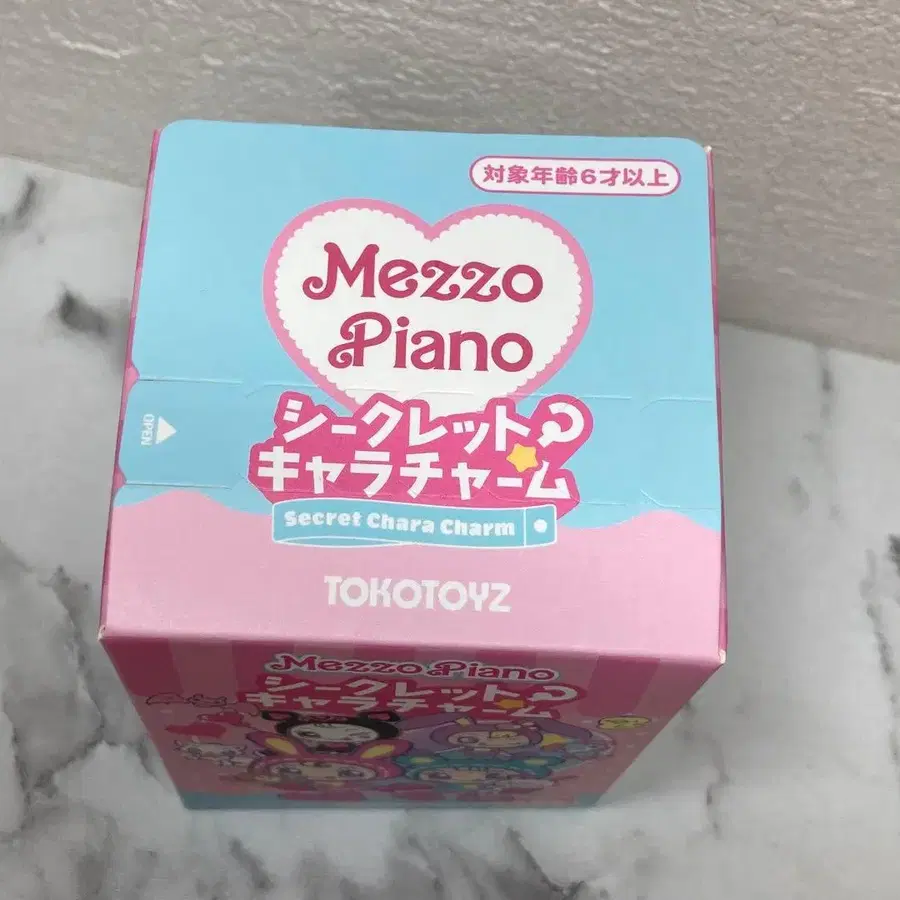 対象年齢6才以上
Mezzo
Piano
シークレット
キャラチャーム
OPEN
Secret Chara Charm
TOKOTOYZ
Mezzo Piano
シークレット
キャラチャーム